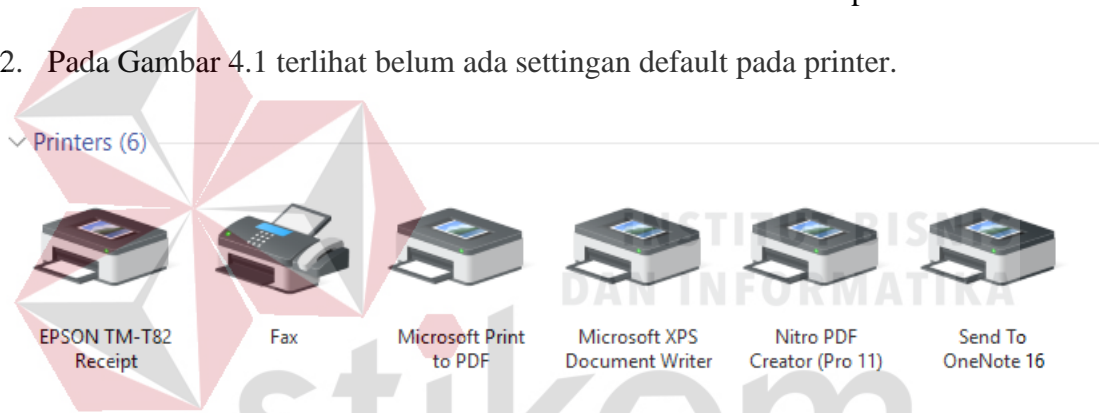 2. Pada Gambar 4.1 terlihat belum ada settingan default pada printer.
Printers (6)
INSTITUT BISNIS
DAN INFORMATIKA
EPSON TM-T82
Receipt
Fax
Microsoft Print
to PDF
Microsoft XPS
Document Writer
Nitro PDF
Creator (Pro 11)
Send To
OneNote 16
stikom